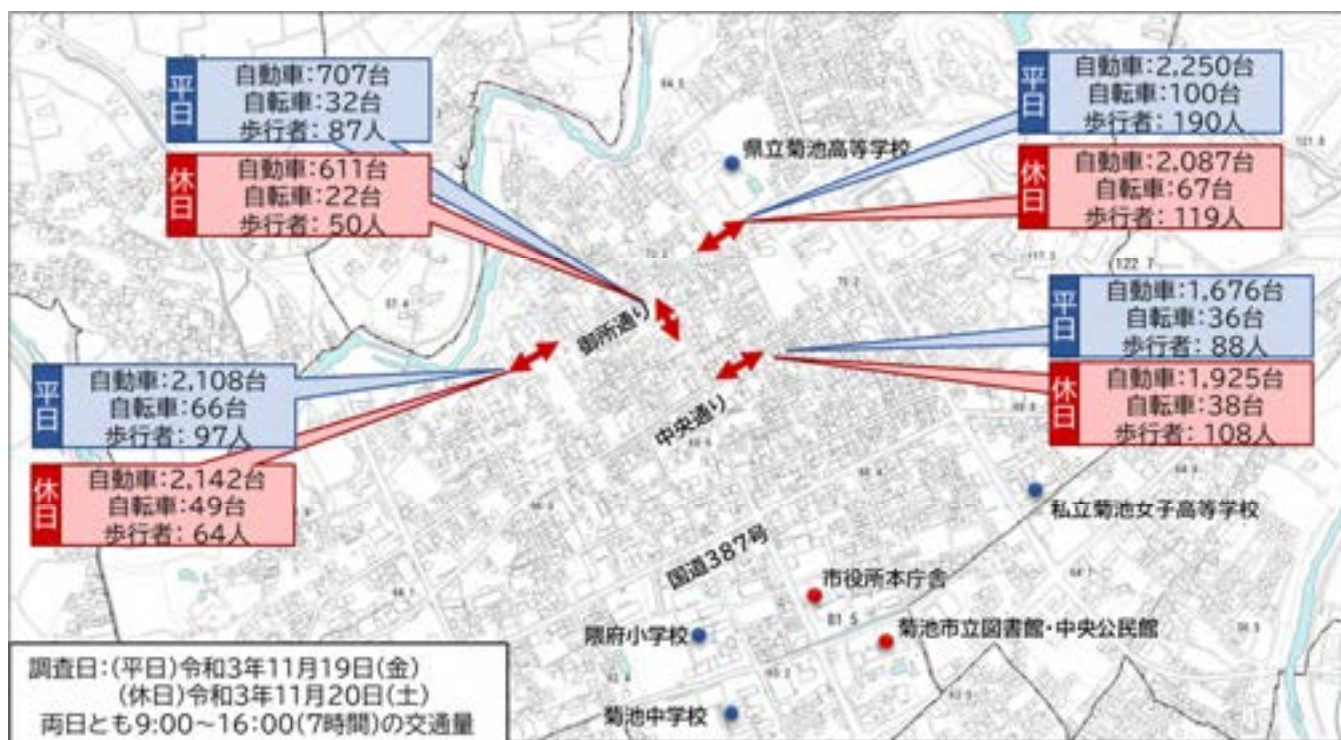 平日
自動車:707台
自転車:32台
歩行者: 87人
休日
自動車:611台
自転車:22台
歩行者: 50人
平日
自動車:2,250台
自転車:100台
歩行者:190人
休日
自動車:2,087台
自転車:67台
歩行者:119人
県立菊池高等学校
122.7
平日
自動車:1,676台
自転車:36台
歩行者: 88人
休日
自動車:1,925台
自転車:38台
歩行者: 108人
御所通り
中央通り
平日
自動車:2,108台
自転車:66台
歩行者: 97人
休日
自動車:2,142台
自転車:49台
歩行者: 64人
私立菊池女子高等学校
国道387号
市役所本庁舎
81.5
隈府小学校
菊池市立図書館・中央公民館
菊池中学校
調査日:(平日)令和3年11月19日(金)
(休日)令和3年11月20日(土)
両日とも9:00~16:00(7時間)の交通量